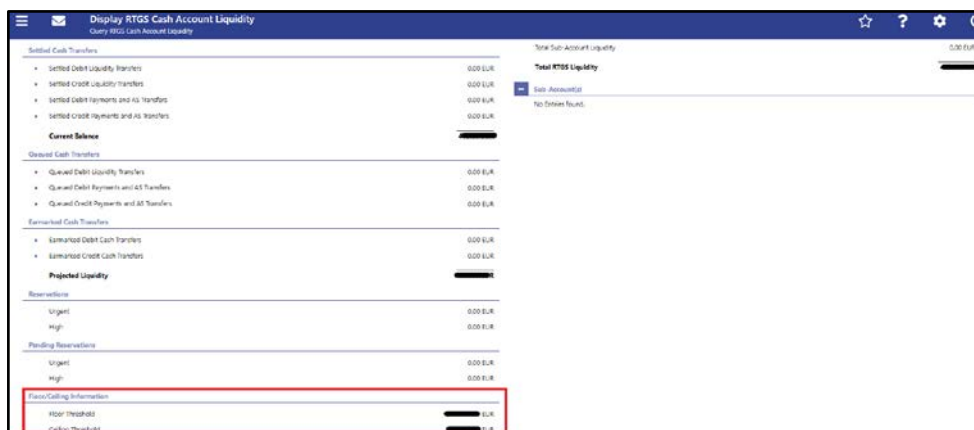 Display RTGS Cash Account Liquidity
Query RTGS Cash Account Liquidity
Settled Cash Transfers
Settled Debit Liquidity Transfers 0.00 EUR
Settled Credit Liquidity Transfers 0.00 EUR
Settled Debit Payments and AS Transfers 0.00 EUR
Settled Credit Payments and AS Transfers 0.00 EUR
Current Balance
Queued Cash Transfers
Queued Debit Liquidity Transfers 0.00 EUR
Queued Debit Payments and AS Transfers 0.00 EUR
Queued Credit Payments and AS Transfers 0.00 EUR
Earmarked Cash Transfers
Earmarked Debit Cash Transfers 0.00 EUR
Earmarked Credit Cash Transfers 0.00 EUR
Projected Liquidity
Reservations
Urgent 0.00 EUR
High 0.00 EUR
Pending Reservations
Urgent 0.00 EUR
High 0.00 EUR
Floor/Ceiling Information
Floor Threshold EUR
Ceiling Threshold EUR
Total Sub-Account Liquidity 0.00 EUR
Total RTGS Liquidity
Sub-Account(s)
No Entries found.